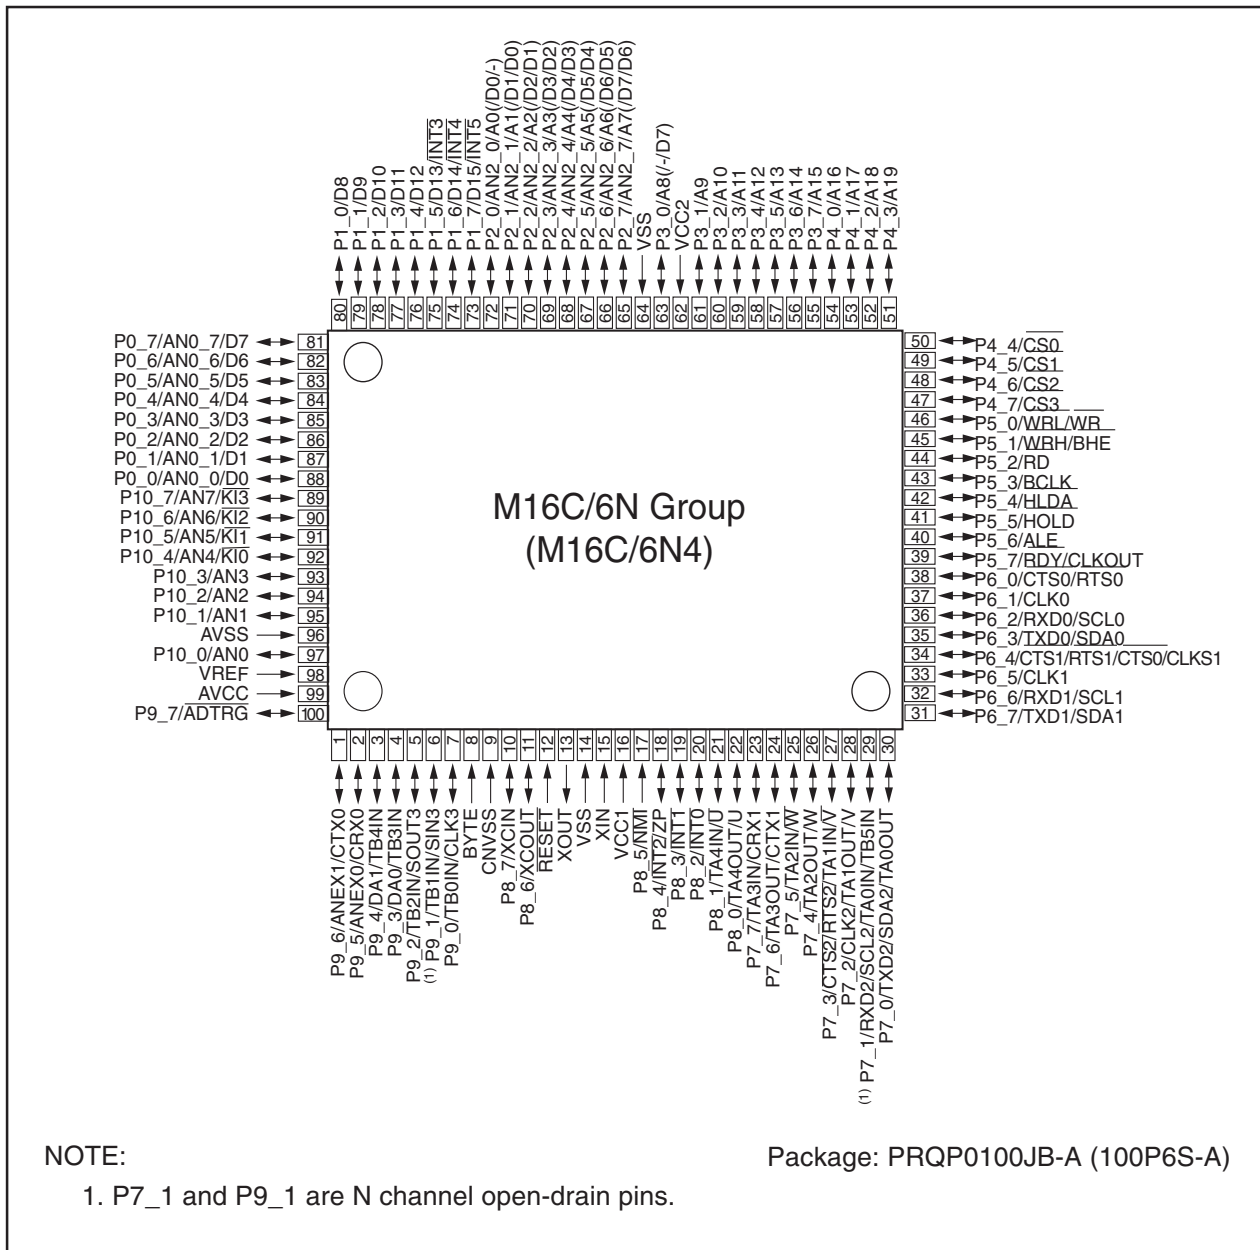 P1_0/D8
P1_1/D9
P1_2/D10
P1_3/D11
P1_4/D12
P1_5/D13/INT3
P1_6/D14/INT4
P1_7/D15/INT5
P2_0/AN2_0/A0(/D0/-)
P2_1/AN2_1/A1(/D1/D0)
P2_2/AN2_2/A2(/D2/D1)
P2_3/AN2_3/A3(/D3/D2)
P2_4/AN2_4/A4(/D4/D3)
P2_5/AN2_5/A5(/D5/D4)
P2_6/AN2_6/A6(/D6/D5)
P2_7/AN2_7/A7(/D7/D6)
VSS
P3_0/A8(/-/D7)
VCC2
P3_1/A9
P3_2/A10
P3_3/A11
P3_4/A12
P3_5/A13
P3_6/A14
P3_7/A15
P4_0/A16
P4_1/A17
P4_2/A18
P4_3/A19
80 79 78 77 76 75 74 73 72 71 70 69 68 67 66 65 64 63 62 61 60 59 58 57 56 55 54 53 52 51
P0_7/AN0_7/D7 81
P0_6/AN0_6/D6 82
P0_5/AN0_5/D5 83
P0_4/AN0_4/D4 84
P0_3/AN0_3/D3 85
P0_2/AN0_2/D2 86
P0_1/AN0_1/D1 87
P0_0/AN0_0/D0 88
P10_7/AN7/KI3 89
P10_6/AN6/KI2 90
P10_5/AN5/KI1 91
P10_4/AN4/KI0 92
P10_3/AN3 93
P10_2/AN2 94
P10_1/AN1 95
AVSS 96
P10_0/AN0 97
VREF 98
AVCC 99
P9_7/ADTRG 100
M16C/6N Group
(M16C/6N4)
50 P4_4/CS0
49 P4_5/CS1
48 P4_6/CS2
47 P4_7/CS3
46 P5_0/WRL/WR
45 P5_1/WRH/BHE
44 P5_2/RD
43 P5_3/BCLK
42 P5_4/HLDA
41 P5_5/HOLD
40 P5_6/ALE
39 P5_7/RDY/CLKOUT
38 P6_0/CTS0/RTS0
37 P6_1/CLK0
36 P6_2/RXD0/SCL0
35 P6_3/TXD0/SDA0
34 P6_4/CTS1/RTS1/CTS0/CLKS1
33 P6_5/CLK1
32 P6_6/RXD1/SCL1
31 P6_7/TXD1/SDA1
1 2 3 4 5 6 7 8 9 10 11 12 13 14 15 16 17 18 19 20 21 22 23 24 25 26 27 28 29 30
P9_6/ANEX1/CTX0
P9_5/ANEX0/CRX0
P9_4/DA1/TB4IN
P9_3/DA0/TB3IN
P9_2/TB2IN/SOUT3
(1) P9_1/TB1IN/SIN3
P9_0/TB0IN/CLK3
BYTE
CNVSS
P8_7/XCIN
P8_6/XCOUT
RESET
XOUT
VSS
XIN
VCC1
P8_5/NMI
P8_4/INT2/ZP
P8_3/INT1
P8_2/INT0
P8_1/TA4IN/U
P8_0/TA4OUT/U
P7_7/TA3IN/CRX1
P7_6/TA3OUT/CTX1
P7_5/TA2IN/W
P7_4/TA2OUT/W
P7_3/CTS2/RTS2/TA1IN/V
P7_2/CLK2/TA1OUT/V
(1) P7_1/RXD2/SCL2/TA0IN/TB5IN
P7_0/TXD2/SDA2/TA0OUT
NOTE:
1. P7_1 and P9_1 are N channel open-drain pins.
Package: PRQP0100JB-A (100P6S-A)